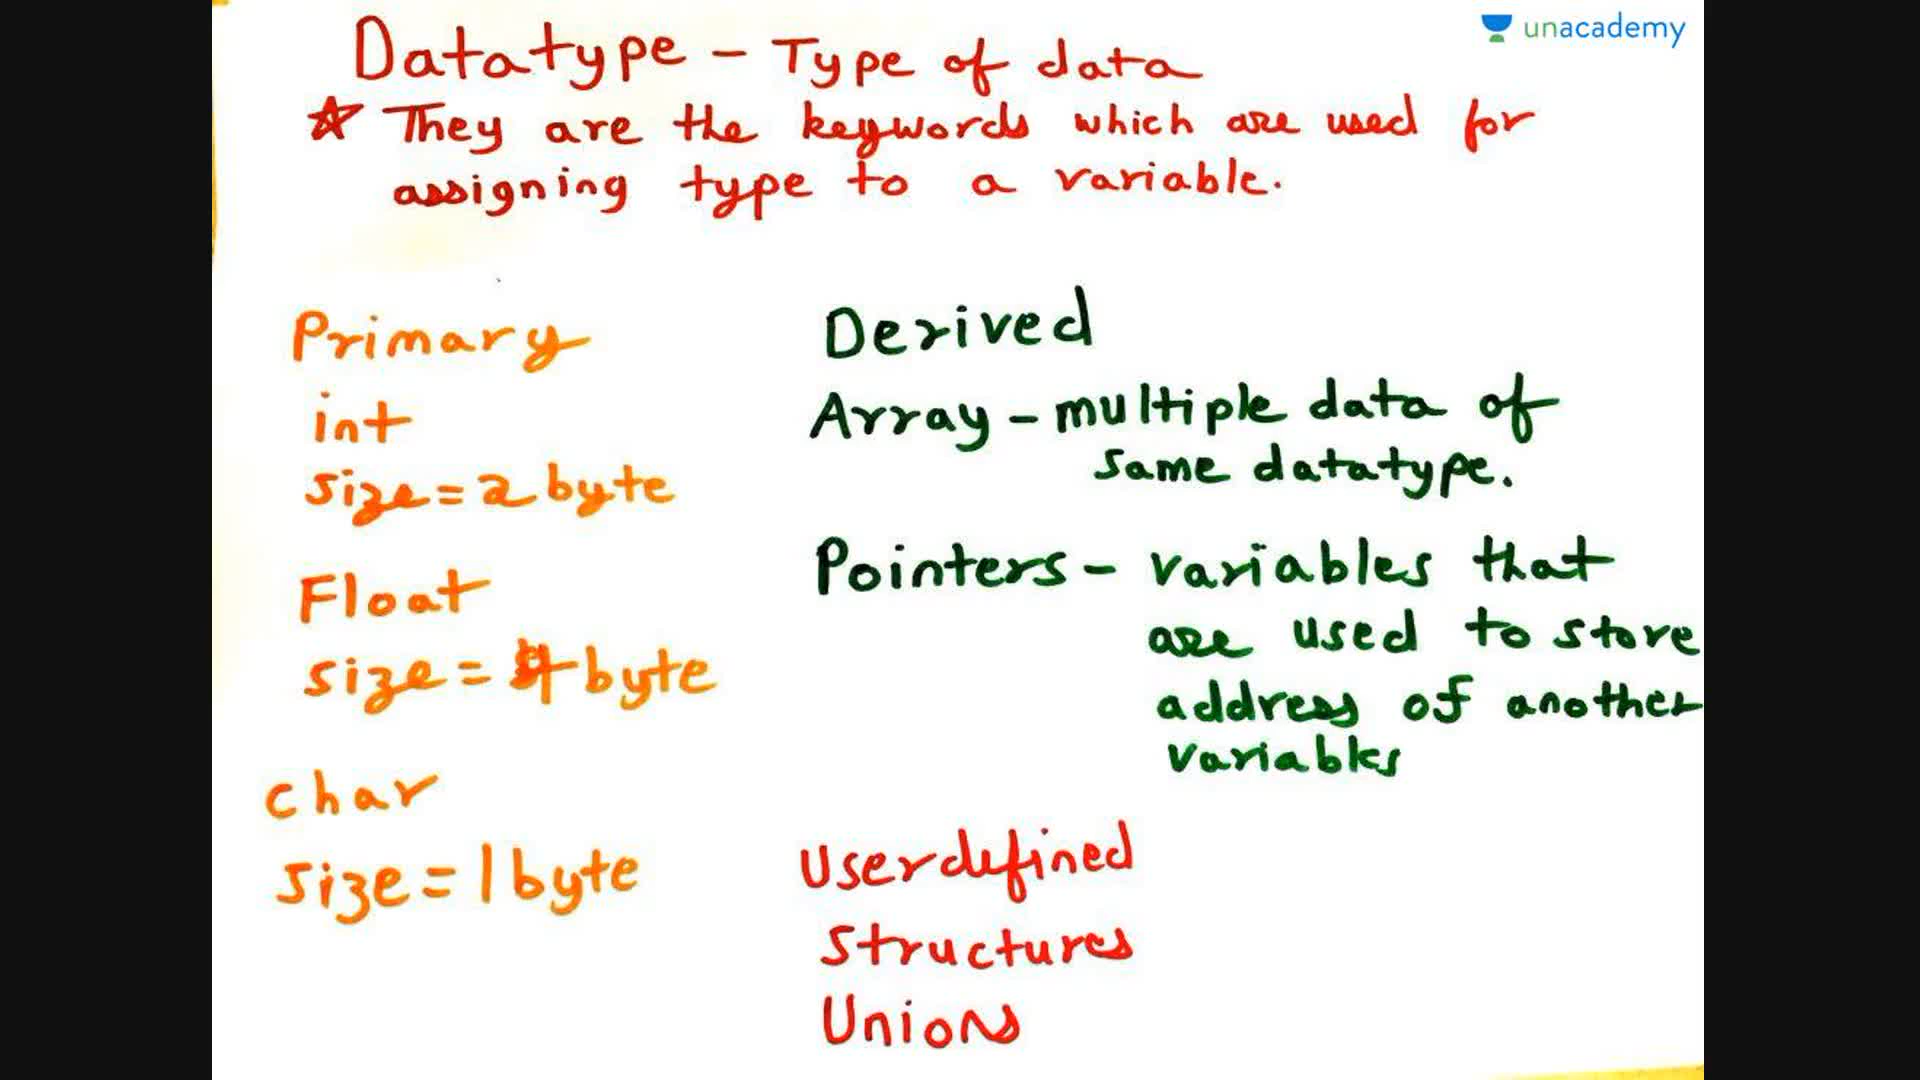 unacademy
Datatype - Type of data
☆ They are the keywords which are used for
assigning type to a variable.
Primary
int
size = 2 byte
Float
size = 4 byte
char
size = 1 byte
Derived
Array - multiple data of
same datatype.
Pointers - variables that
are used to store
address of another
variables
Userdefined
Structures
Unions